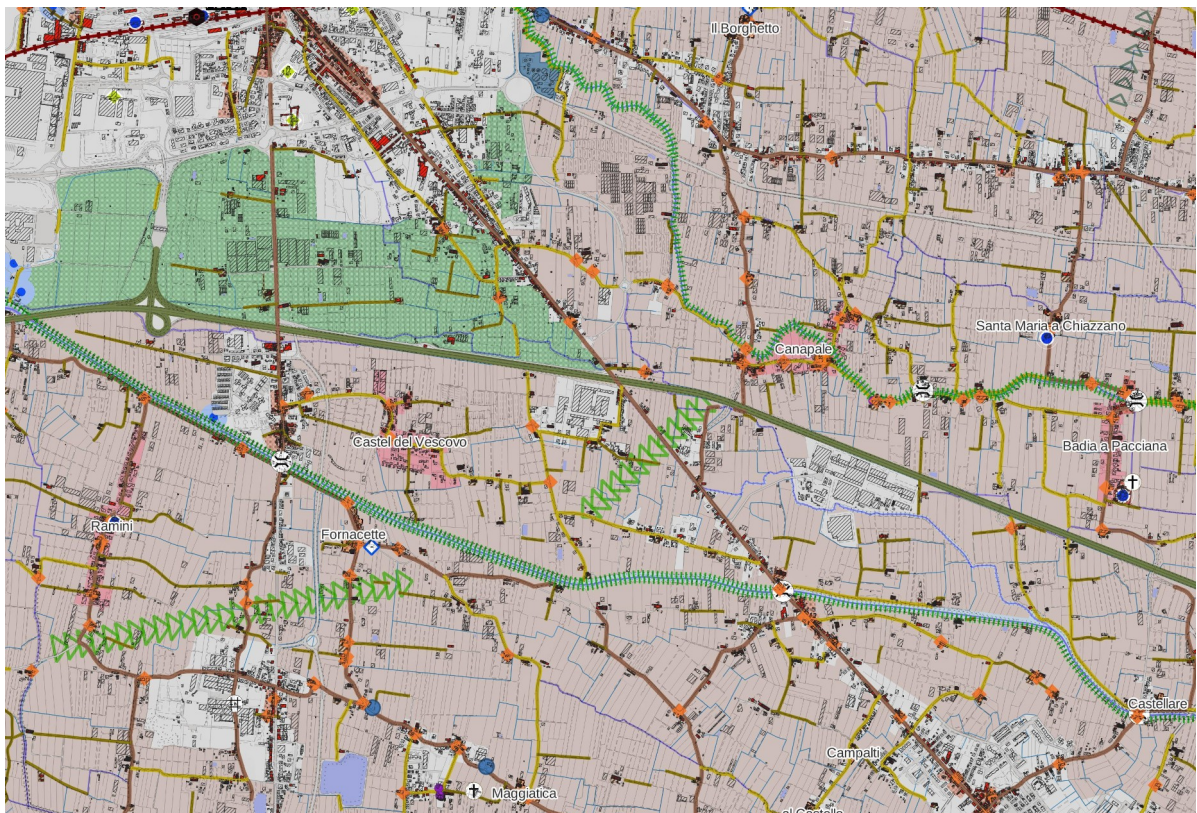 Il Borghetto
Santa Maria a Chiazzano
Canapale
Castel del Vescovo
Badia a Pacciana
Ramini
Fornacette
Castellare
Campalti
Maggiatica